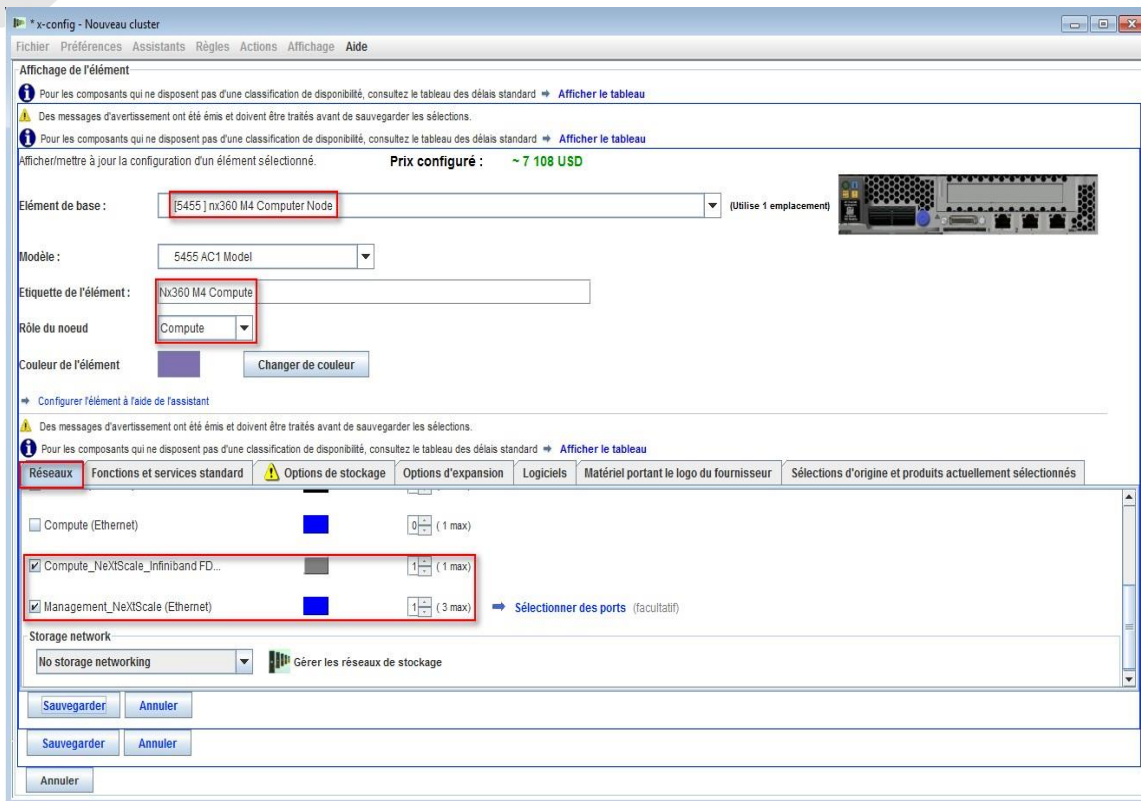 * x-config - Nouveau cluster
Fichier Préférences Assistants Règles Actions Affichage Aide
Affichage de l'élément
Pour les composants qui ne disposent pas d'une classification de disponibilité, consultez le tableau des délais standard Afficher le tableau
Des messages d'avertissement ont été émis et doivent être traités avant de sauvegarder les sélections.
Pour les composants qui ne disposent pas d'une classification de disponibilité, consultez le tableau des délais standard Afficher le tableau
Afficher/mettre à jour la configuration d'un élément sélectionné. Prix configuré : ~ 7 108 USD
Elément de base : [5455 ] nx360 M4 Computer Node (Utilise 1 emplacement)
Modèle : 5455 AC1 Model
Etiquette de l'élément : Nx360 M4 Compute
Rôle du noeud Compute
Couleur de l'élément Changer de couleur
Configurer l'élément à l'aide de l'assistant
Des messages d'avertissement ont été émis et doivent être traités avant de sauvegarder les sélections.
Pour les composants qui ne disposent pas d'une classification de disponibilité, consultez le tableau des délais standard Afficher le tableau
Réseaux Fonctions et services standard Options de stockage Options d'expansion Logiciels Matériel portant le logo du fournisseur Sélections d'origine et produits actuellement sélectionnés
Compute (Ethernet) 0 ( 1 max)
Compute_NeXtScale_Infiniband FD... 1 ( 1 max)
Management_NeXtScale (Ethernet) 1 ( 3 max) Sélectionner des ports (facultatif)
Storage network
No storage networking Gérer les réseaux de stockage
Sauvegarder Annuler
Sauvegarder Annuler
Annuler